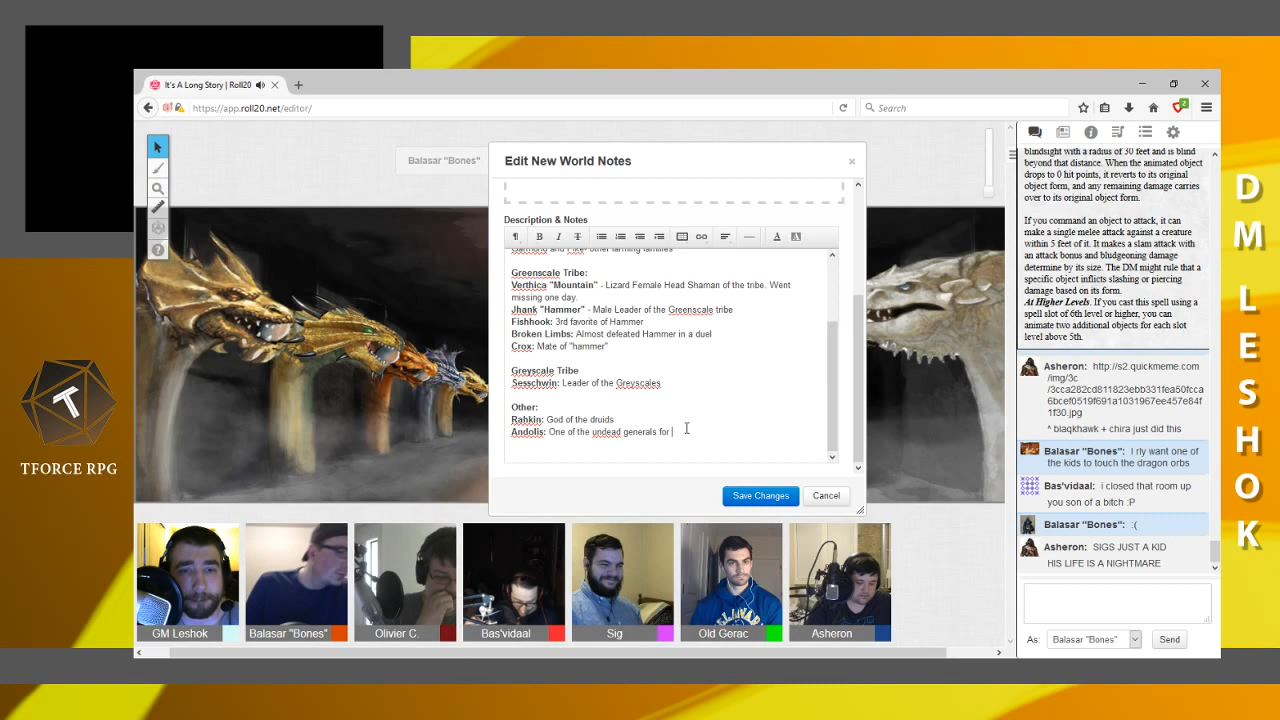 It's A Long Story | Roll20
https://app.roll20.net/editor/
Search
2
Balasar "Bones"
Edit New World Notes
Description & Notes
Garmond and Pike- other farming families
Greenscale Tribe:
Verthica "Mountain" - Lizard Female Head Shaman of the tribe. Went
missing one day.
Jhank "Hammer" - Male Leader of the Greenscale tribe
Fishhook: 3rd favorite of Hammer
Broken Limbs: Almost defeated Hammer in a duel
Crox: Mate of "hammer"
Greyscale Tribe
Sesschwin: Leader of the Greyscales
Other:
Rahkin: God of the druids
Andolis: One of the undead generals for
Save Changes
Cancel
blindsight with a radius of 30 feet and is blind
beyond that distance. When the animated object
drops to 0 hit points, it reverts to its original
object form, and any remaining damage carries
over to its original object form.
If you command an object to attack, it can
make a single melee attack against a creature
within 5 feet of it. It makes a slam attack with
an attack bonus and bludgeoning damage
determine by its size. The DM might rule that a
specific object inflicts slashing or piercing
damage based on its form.
At Higher Levels. If you cast this spell using a
spell slot of 6th level or higher, you can
animate two additional objects for each slot
level above 5th.
Asheron: http://s2.quickmeme.com
/img/3c
/3cca282cd811823ebb331fea50fcca
6bcef0519f691a1031967ee457e84f
1f30.jpg
^ blaqkhawk + chira just did this
Balasar "Bones": I rly want one of
the kids to touch the dragon orbs
Bas'vidaal: i closed that room up
you son of a bitch :P
Balasar "Bones": :(
Asheron: SIGS JUST A KID
HIS LIFE IS A NIGHTMARE
As: Balasar "Bones" Send
GM Leshok
Balasar "Bones"
Olivier C.
Bas'vidaal
Sig
Old Gerac
Asheron
T
TFORCE RPG
DM LESHOK